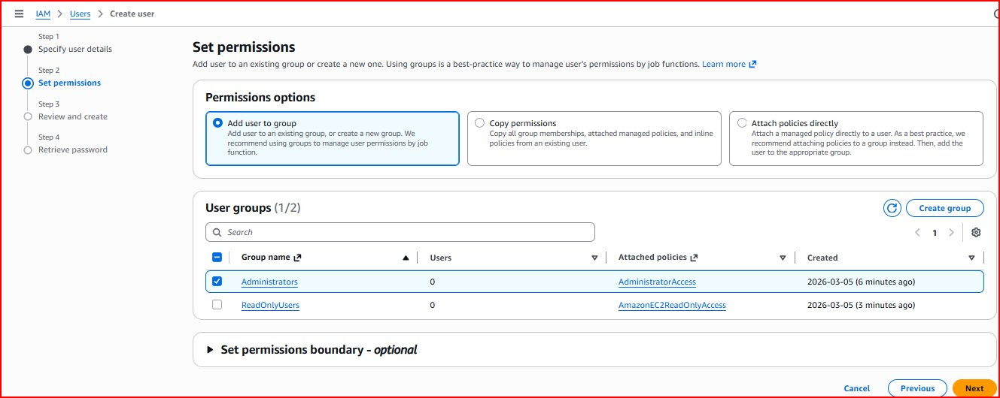 IAM > Users > Create user
Step 1
Specify user details
Step 2
Set permissions
Step 3
Review and create
Step 4
Retrieve password
Set permissions
Add user to an existing group or create a new one. Using groups is a best-practice way to manage user's permissions by job functions. Learn more
Permissions options
Add user to group
Add user to an existing group, or create a new group. We
recommend using groups to manage user permissions by job
function.
Copy permissions
Copy all group memberships, attached managed policies, and inline
policies from an existing user.
Attach policies directly
Attach a managed policy directly to a user. As a best practice, we
recommend attaching policies to a group instead. Then, add the
user to the appropriate group.
User groups (1/2)
Create group
Search
1
Group name Users Attached policies Created
Administrators 0 AdministratorAccess 2026-03-05 (6 minutes ago)
ReadOnlyUsers 0 AmazonEC2ReadOnlyAccess 2026-03-05 (3 minutes ago)
Set permissions boundary - optional
Cancel Previous Next